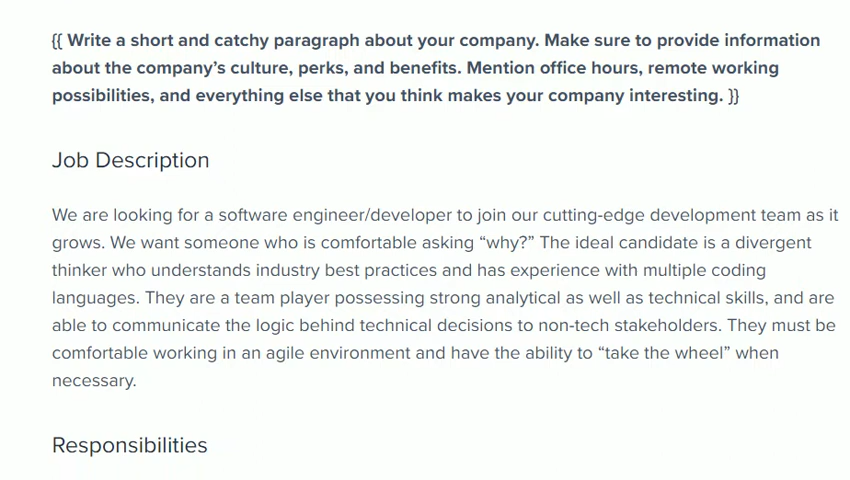 {{ Write a short and catchy paragraph about your company. Make sure to provide information
about the company’s culture, perks, and benefits. Mention office hours, remote working
possibilities, and everything else that you think makes your company interesting. }}
Job Description
We are looking for a software engineer/developer to join our cutting-edge development team as it
grows. We want someone who is comfortable asking “why?” The ideal candidate is a divergent
thinker who understands industry best practices and has experience with multiple coding
languages. They are a team player possessing strong analytical as well as technical skills, and are
able to communicate the logic behind technical decisions to non-tech stakeholders. They must be
comfortable working in an agile environment and have the ability to “take the wheel” when
necessary.
Responsibilities